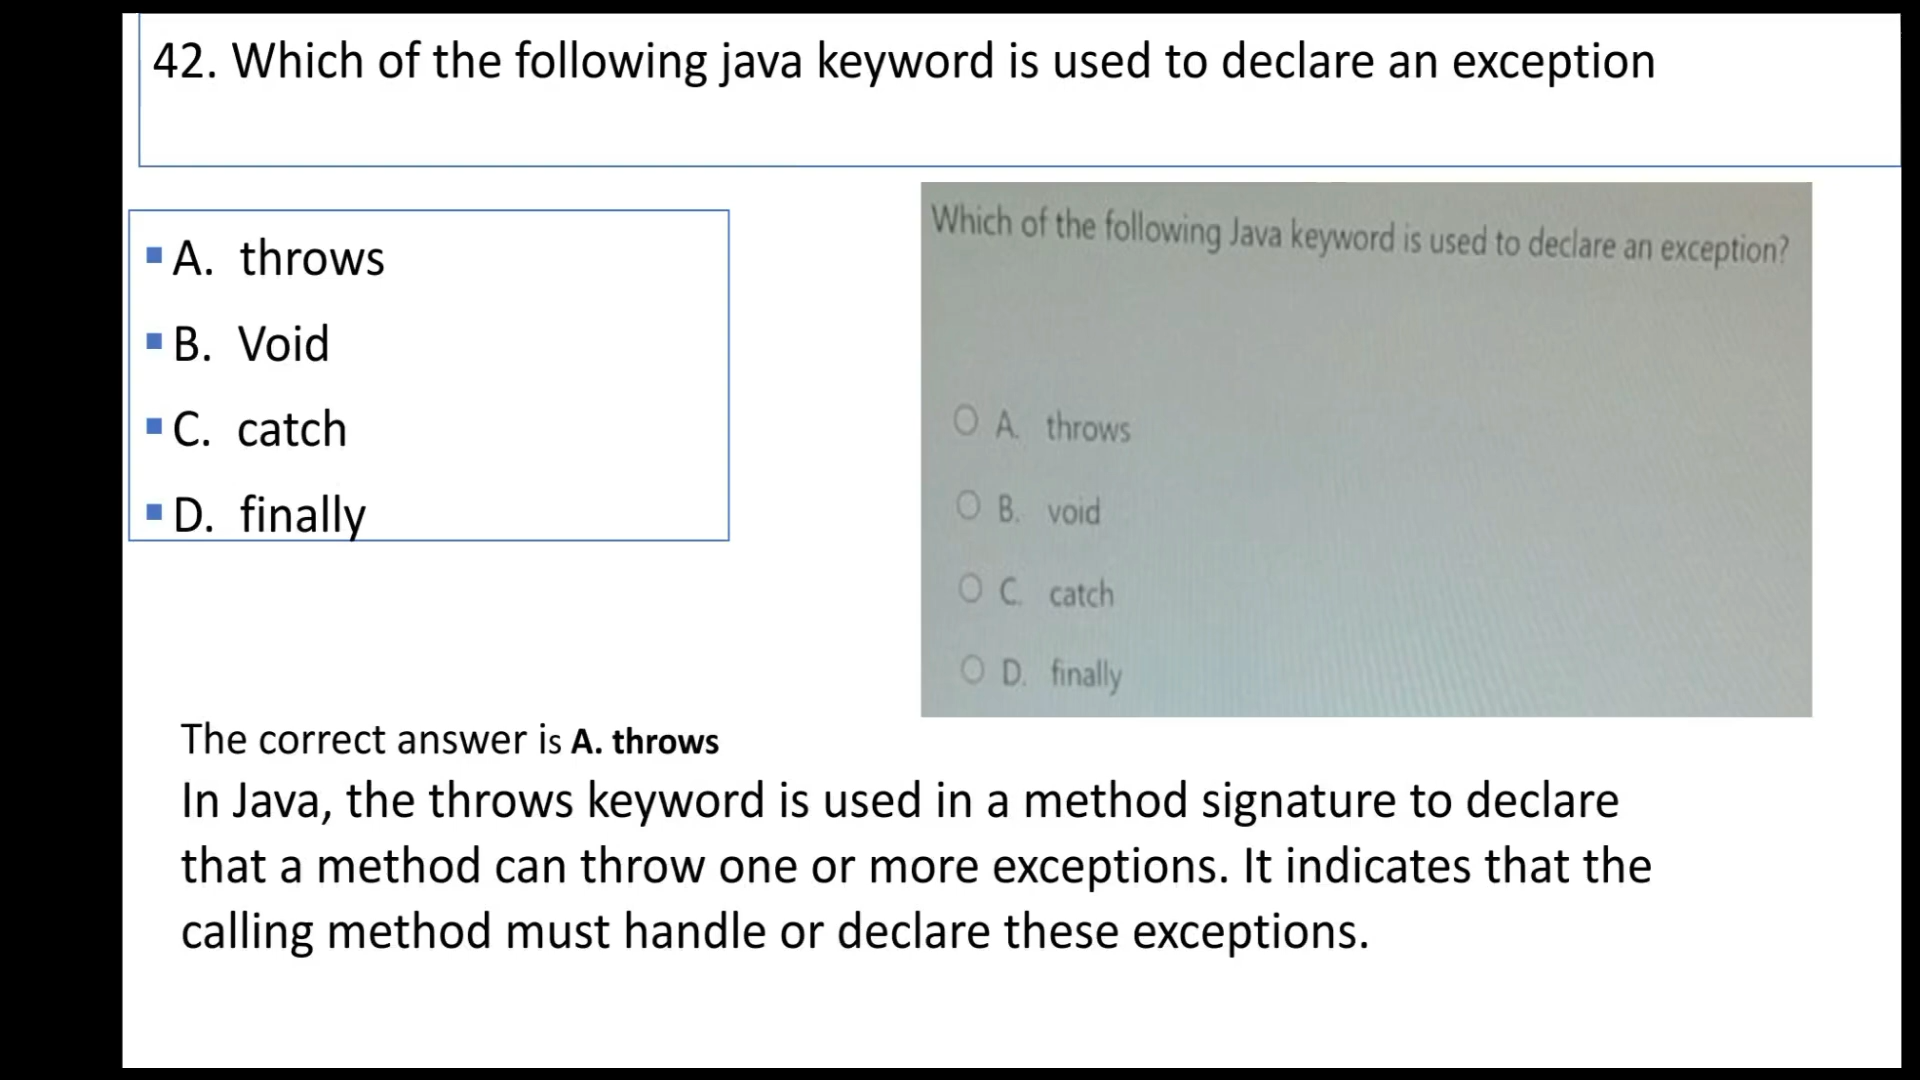 42. Which of the following java keyword is used to declare an exception
A. throws
B. Void
C. catch
D. finally
Which of the following Java keyword is used to declare an exception?
A. throws
B. void
C. catch
D. finally
The correct answer is A. throws
In Java, the throws keyword is used in a method signature to declare
that a method can throw one or more exceptions. It indicates that the
calling method must handle or declare these exceptions.